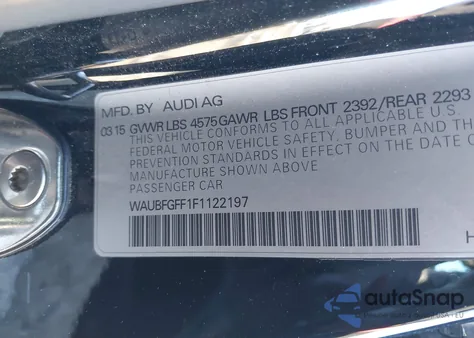 MFD. BY AUDI AG
03 15 GVWR LBS 4575 GAWR LBS FRONT 2392/REAR 2293
THIS VEHICLE CONFORMS TO ALL APPLICABLE U S
FEDERAL MOTOR VEHICLE SAFETY, BUMPER AND TH
PREVENTION STANDARDS IN EFFECT ON THE DATE
MANUFACTURE SHOWN ABOVE.
PASSENGER CAR
WAUBFGFF1F1122197
H
autoSnap